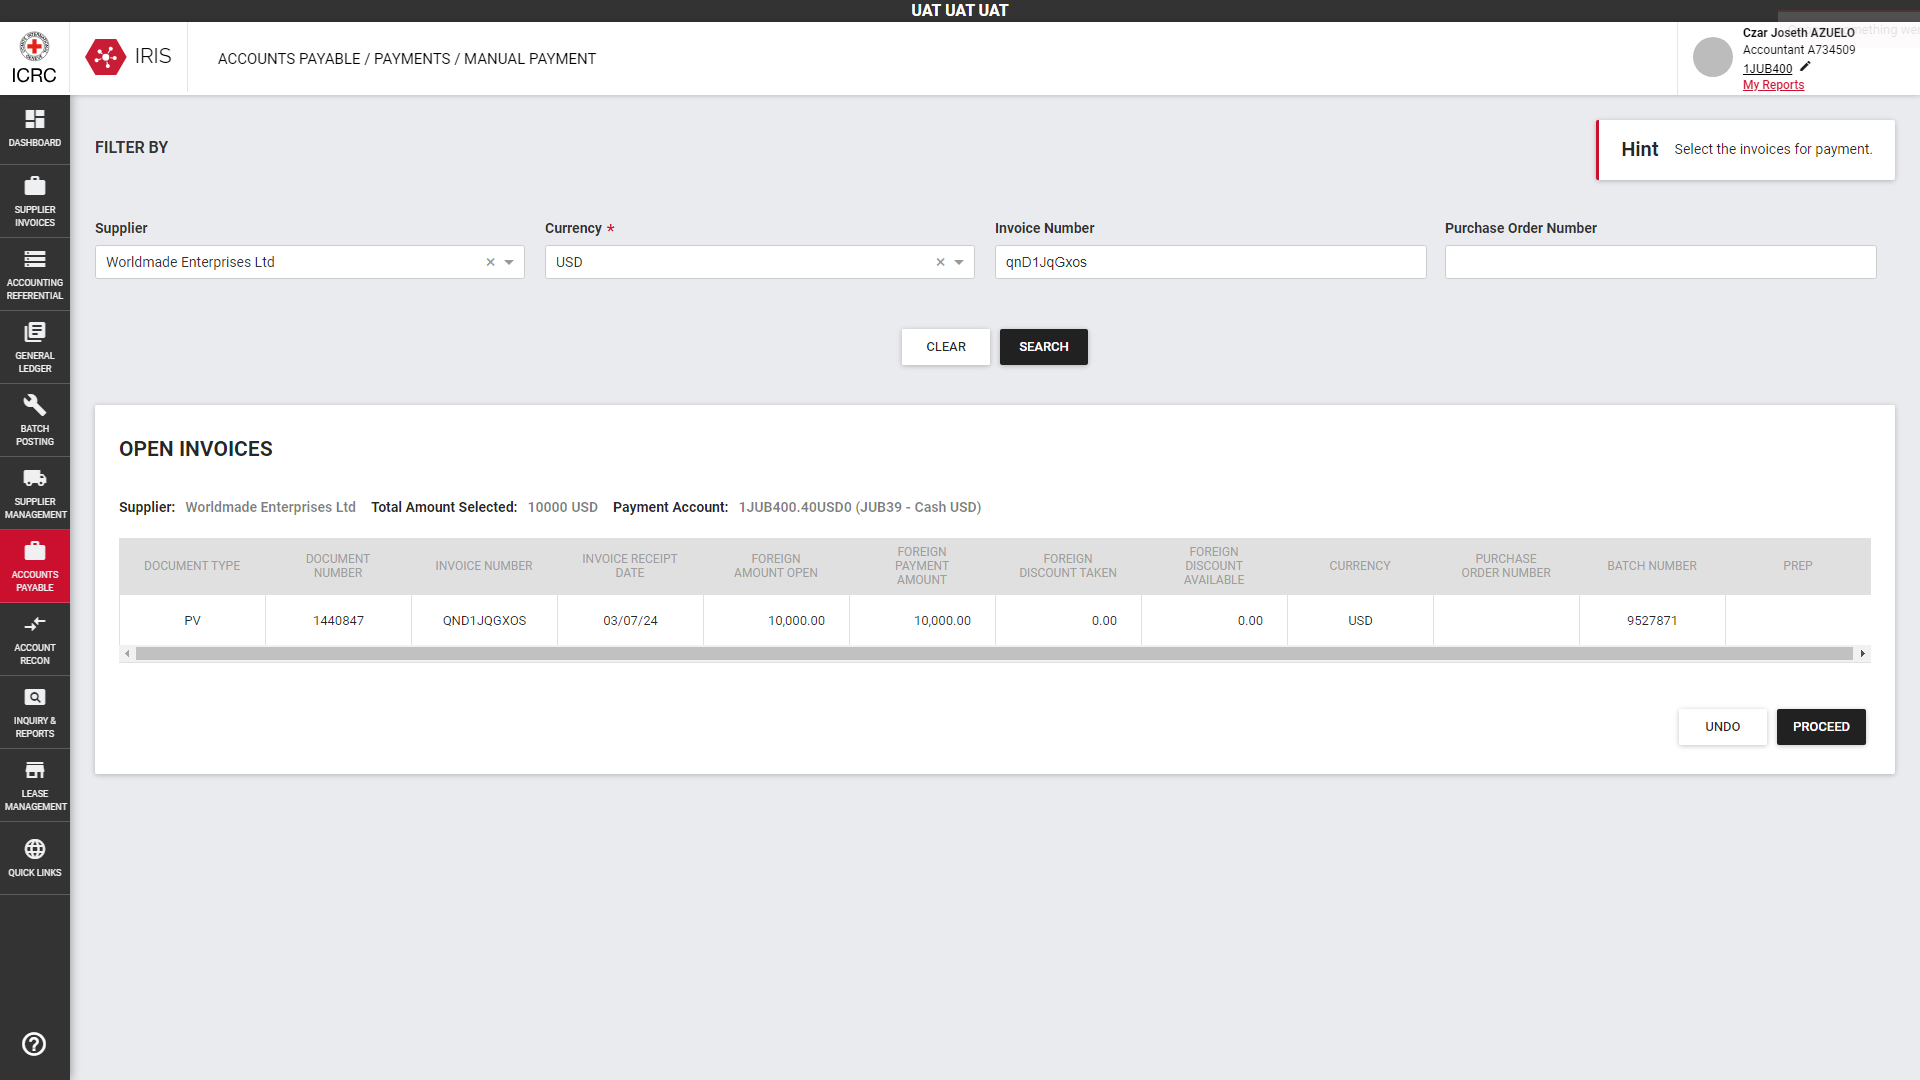 UAT UAT UAT
ICRC
IRIS
ACCOUNTS PAYABLE / PAYMENTS / MANUAL PAYMENT
Czar Joseth AZUELO
Accountant A734509
1JUB400
My Reports
DASHBOARD
SUPPLIER
INVOICES
ACCOUNTING
REFERENTIAL
GENERAL
LEDGER
BATCH
POSTING
SUPPLIER
MANAGEMENT
ACCOUNTS
PAYABLE
ACCOUNT
RECON
INQUIRY &
REPORTS
LEASE
MANAGEMENT
QUICK LINKS
FILTER BY
Hint Select the invoices for payment.
Supplier
Currency *
Invoice Number
Purchase Order Number
Worldmade Enterprises Ltd
USD
qnD1JqGxos
CLEAR
SEARCH
OPEN INVOICES
Supplier: Worldmade Enterprises Ltd Total Amount Selected: 10000 USD Payment Account: 1JUB400.40USD0 (JUB39 - Cash USD)
DOCUMENT TYPE
DOCUMENT
NUMBER
INVOICE NUMBER
INVOICE RECEIPT
DATE
FOREIGN
AMOUNT OPEN
FOREIGN
PAYMENT
AMOUNT
FOREIGN
DISCOUNT TAKEN
FOREIGN
DISCOUNT
AVAILABLE
CURRENCY
PURCHASE
ORDER NUMBER
BATCH NUMBER
PREP
PV 1440847 QND1JQGXOS 03/07/24 10,000.00 10,000.00 0.00 0.00 USD 9527871
UNDO
PROCEED